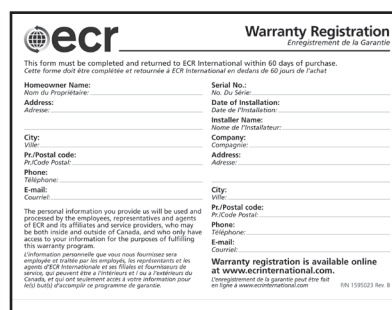 ecr
Warranty Registration
Enregistrement de la Garantie
This form must be completed and returned to ECR International within 60 days of purchase.
Cette forme doit être complétée et retournée à ECR International en dedans de 60 jours de l'achat
Homeowner Name:
Nom du Propriétaire:
Address:
Adresse:
City:
Ville:
Pr./Postal code:
Pr./Code Postal:
Phone:
Téléphone:
E-mail:
Courriel:
The personal information you provide us will be used and
processed by the employees, representatives and agents
of ECR and its affiliates and service providers, who may
be both inside and outside of Canada, and who only have
access to your information for the purposes of fulfilling
this warranty program.
L'information personnelle que vous nous fournissez sera
employée et traitée par les employés, les représentants et les
agents d'ECR Internationale et ses filiales et fournisseurs de
service, qui peuvent être a l'intérieurs et / ou a l'extérieurs du
Canada, et qui ont seulement accès à votre information pour
le(s) but(s) d'accomplir ce programme de garantie.
Serial No.:
No. Du Série:
Date of Installation:
Date de l'Installation:
Installer Name:
Nome de l'Installateur:
Company:
Compagnie:
Address:
Adresse:
City:
Ville:
Pr./Postal code:
Pr./Code Postal:
Phone:
Téléphone:
E-mail:
Courriel:
Warranty registration is available online
at www.ecrinternational.com.
L'enregistrement de la garantie peut être fait
en ligne à www.ecrinternational.com
P/N 1595023 Rev. B